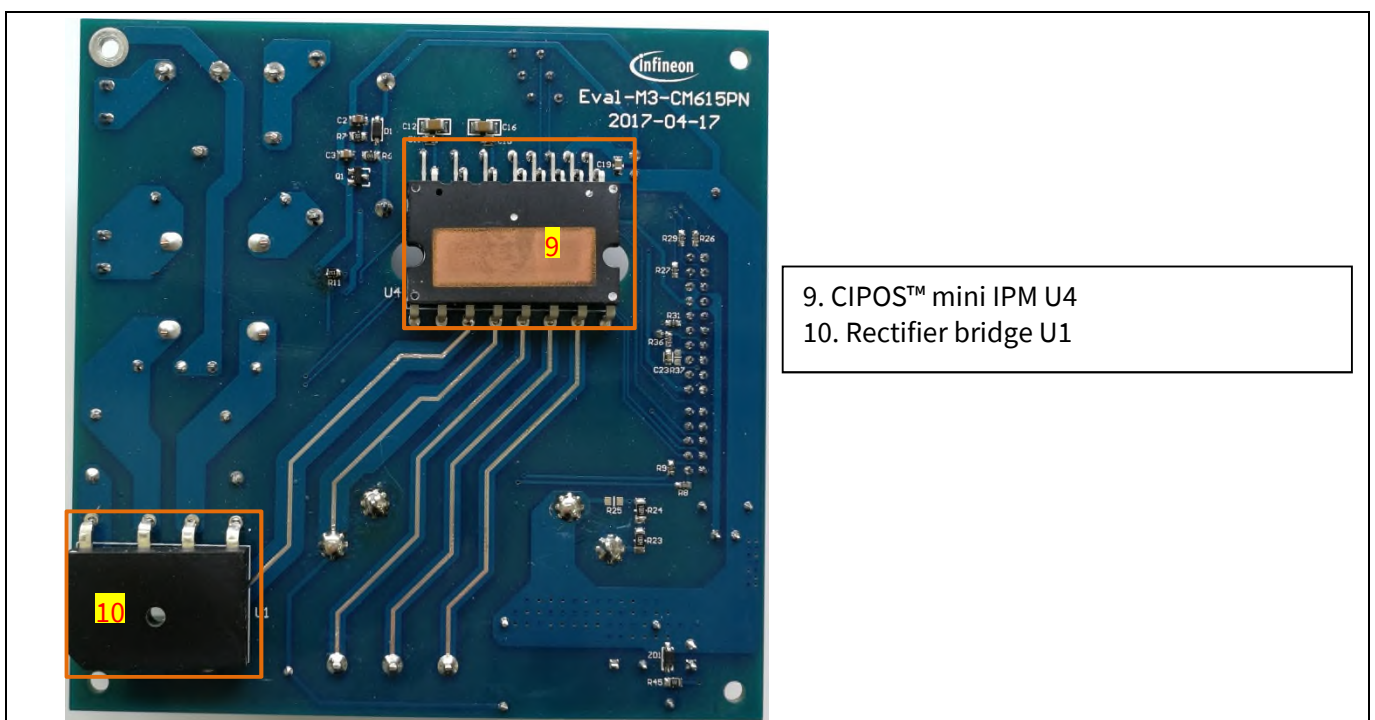 infineon
Eval-M3-CM615PN
2017-04-17
C2
R7
D1
C3
R6
Q1
C12
C16
C19
9
U4
R11
R29
R26
R27
R31
R36
C23
R37
R9
R8
R25
R24
R23
10
U1
ZD1
R45
9. CIPOS™ mini IPM U4
10. Rectifier bridge U1